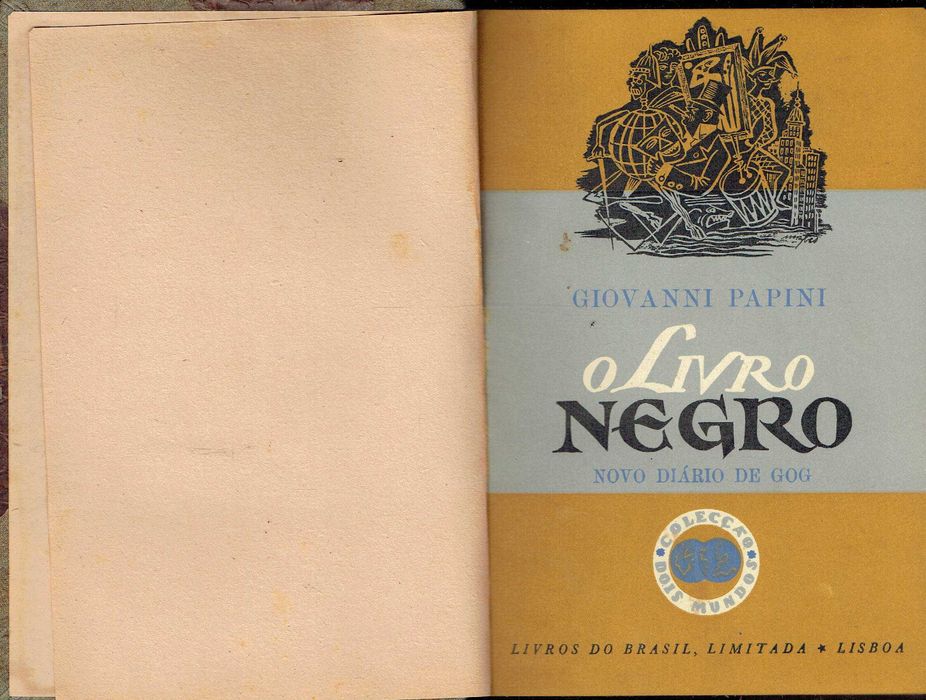 GIOVANNI PAPINI
O LIVRO
NEGRO
NOVO DIÁRIO DE GOG
COLECÇÃO
DOIS MUNDOS
LIVROS DO BRASIL, LIMITADA ★ LISBOA